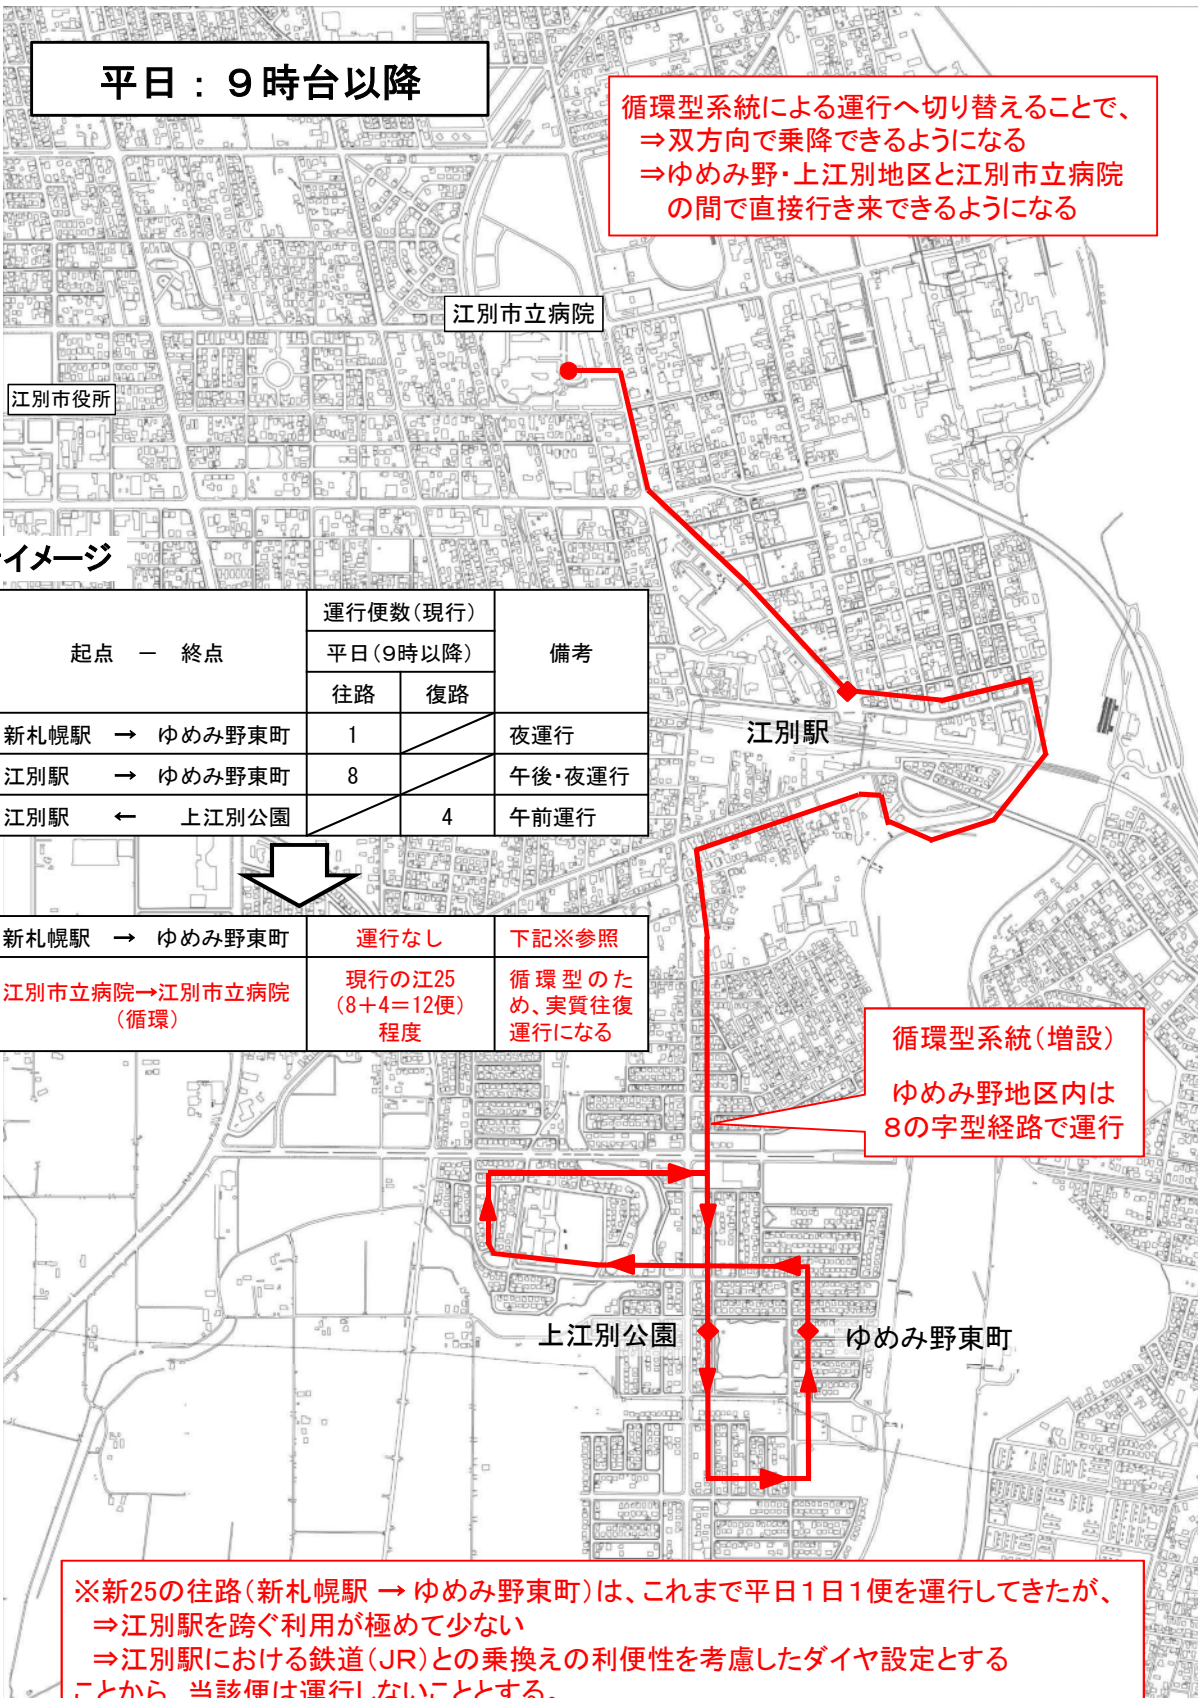 平日：９時台以降
循環型系統による運行へ切り替えることで、
⇒双方向で乗降できるようになる
⇒ゆめみ野・上江別地区と江別市立病院
の間で直接行き来できるようになる
江別市立病院
江別市役所
イメージ
起点 － 終点
運行便数(現行)
平日(9時以降)
往路 復路
備考
新札幌駅 → ゆめみ野東町 1 夜運行
江別駅 → ゆめみ野東町 8 午後・夜運行
江別駅 ← 上江別公園 4 午前運行
江別駅
新札幌駅 → ゆめみ野東町 運行なし 下記※参照
江別市立病院→江別市立病院
(循環)
現行の江25
(8+4=12便)
程度
循環型のた
め、実質往復
運行になる
循環型系統(増設)
ゆめみ野地区内は
8の字型経路で運行
上江別公園
ゆめみ野東町
※新25の往路(新札幌駅 → ゆめみ野東町)は、これまで平日1日1便を運行してきたが、
⇒江別駅を跨ぐ利用が極めて少ない
⇒江別駅における鉄道(JR)との乗換えの利便性を考慮したダイヤ設定とする
ことから、当該便は運行しないこととする。